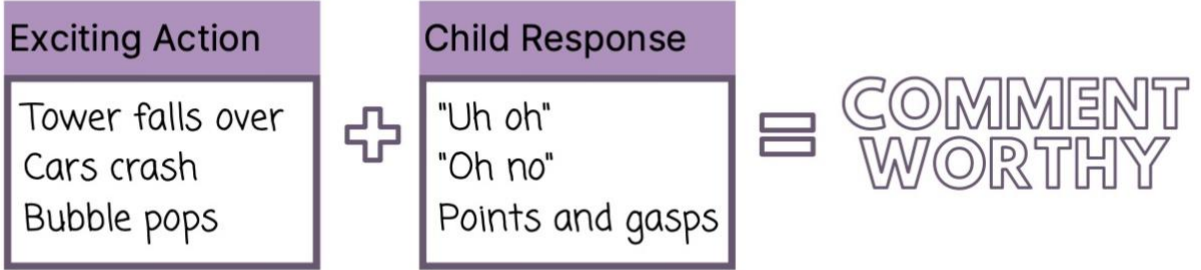 Exciting Action
Tower falls over
Cars crash
Bubble pops
+
Child Response
"Uh oh"
"Oh no"
Points and gasps
=
COMMENT
WORTHY